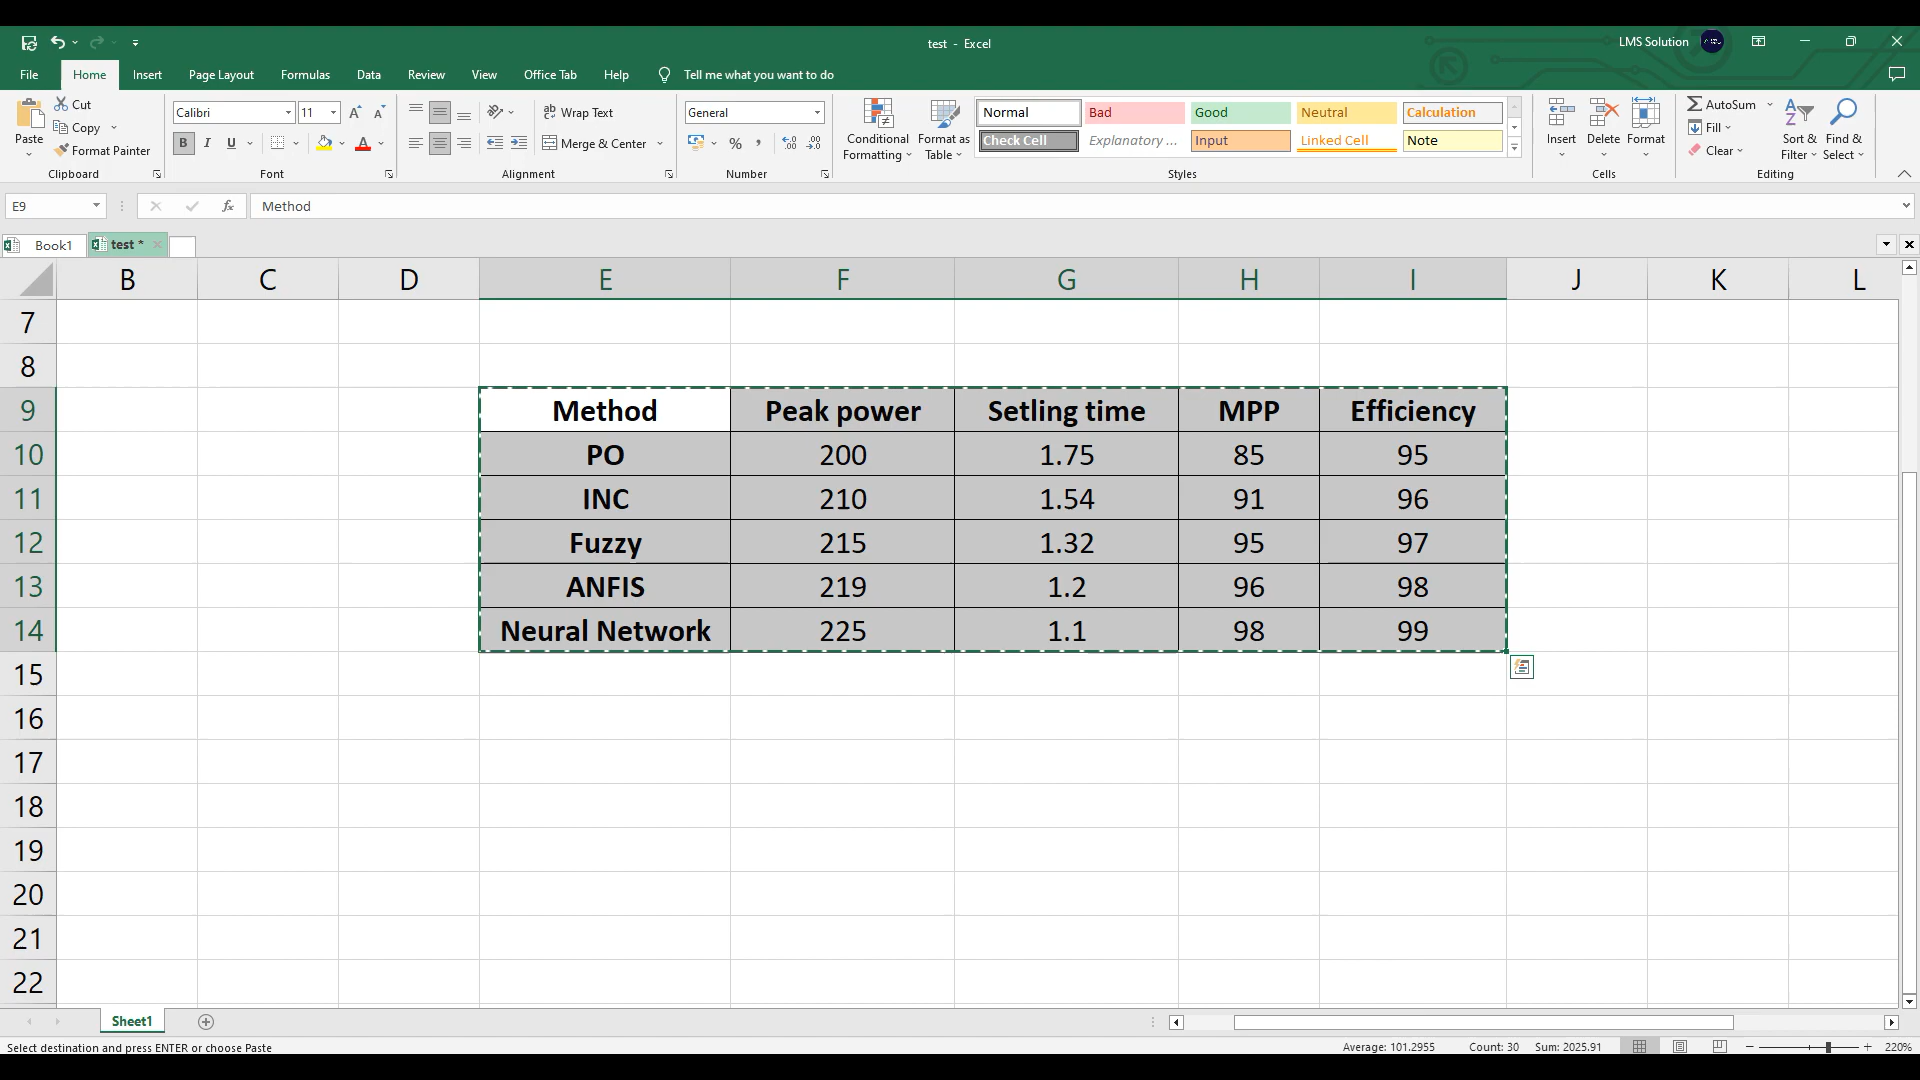 test - Excel
LMS Solution
File Home Insert Page Layout Formulas Data Review View Office Tab Help Tell me what you want to do
Paste
Cut
Copy
Format Painter
Clipboard
Calibri 11
B I U
Font
Wrap Text
Merge & Center
Alignment
General
Number
Conditional Formatting
Format as Table
Normal Bad Good Neutral Calculation
Check Cell Explanatory ... Input Linked Cell Note
Styles
Insert Delete Format
Cells
AutoSum
Fill
Clear
Sort & Filter
Find & Select
Editing
E9 fx Method
Book1 test *
B C D E F G H I J K L
7
8
9 Method Peak power Setling time MPP Efficiency
10 PO 200 1.75 85 95
11 INC 210 1.54 91 96
12 Fuzzy 215 1.32 95 97
13 ANFIS 219 1.2 96 98
14 Neural Network 225 1.1 98 99
15
16
17
18
19
20
21
22
Sheet1
Select destination and press ENTER or choose Paste Average: 101.2955 Count: 30 Sum: 2025.91 220%